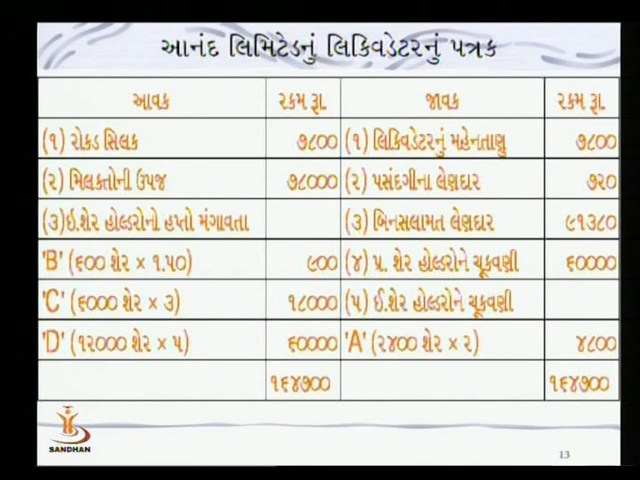 આનંદ લિમિટેડનું લિકિવડેટરનું પત્રક
આવક રકમ રૂા. જાવક રકમ રૂા.
(૧) રોકડ સિલક ૭૮૦૦ (૧) લિકિવડેટરનું મહેનતાણુ ૭૮૦૦
(૨) મિલકતોની ઉપજ ૭૮૦૦૦ (૨) પસંદગીના લેણદાર ૭૨૦
(૩)ઈ.શેર હોલ્ડરોનો હપ્તો મંગાવતા (૩) બિનસલામત લેણદાર ૯૧૩૮૦
'B' (૬૦૦ શેર × ૧.૫૦) ૯૦૦ (૪) પ્ર. શેર હોલ્ડરોને ચૂકવણી ૬૦૦૦૦
'C' (૬૦૦૦ શેર × ૩) ૧૮૦૦૦ (૫) ઈ.શેર હોલ્ડરોને ચૂકવણી
'D' (૧૨૦૦૦ શેર × ૫) ૬૦૦૦૦ 'A' (૨૪૦૦ શેર × ૨) ૪૮૦૦
૧૬૪૭૦૦ ૧૬૪૭૦૦
SANDHAN
13